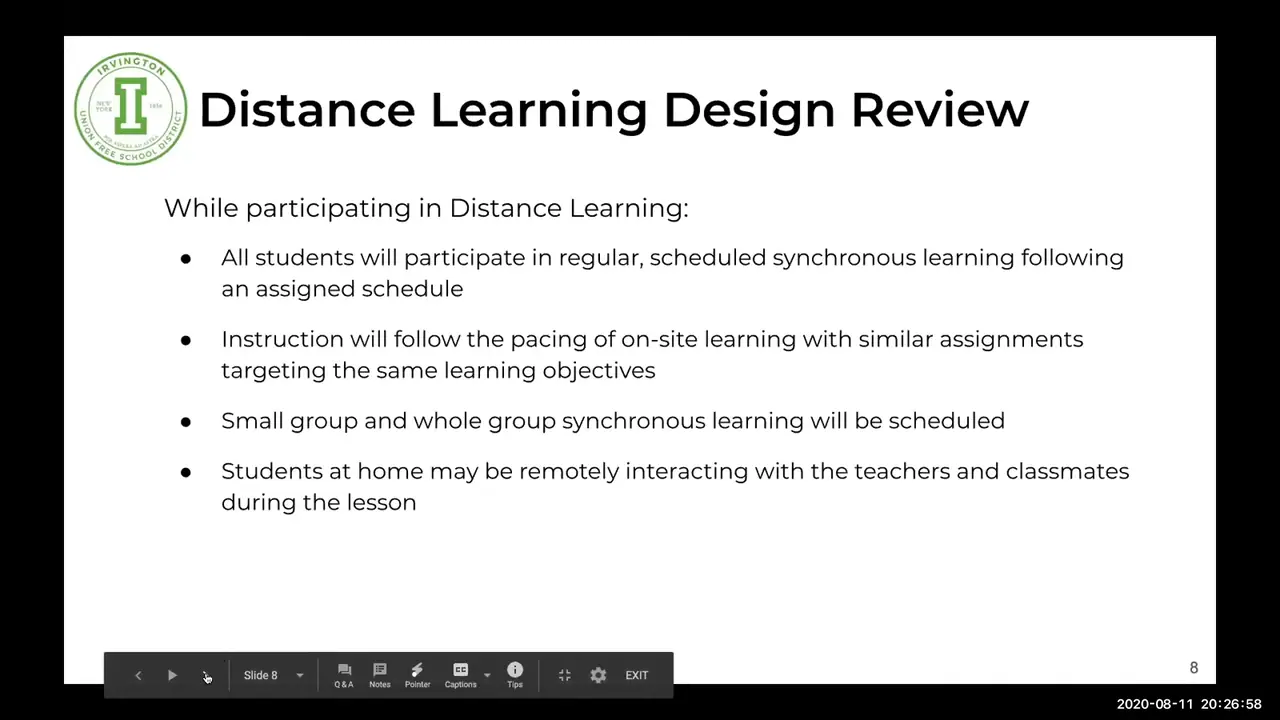 IRVINGTON
NEW YORK
UNION FREE SCHOOL DISTRICT
Distance Learning Design Review
While participating in Distance Learning:
● All students will participate in regular, scheduled synchronous learning following
an assigned schedule
● Instruction will follow the pacing of on-site learning with similar assignments
targeting the same learning objectives
● Small group and whole group synchronous learning will be scheduled
● Students at home may be remotely interacting with the teachers and classmates
during the lesson
8
Slide 8
Q&A Notes Pointer Captions Tips EXIT
2020-08-11 20:26:58